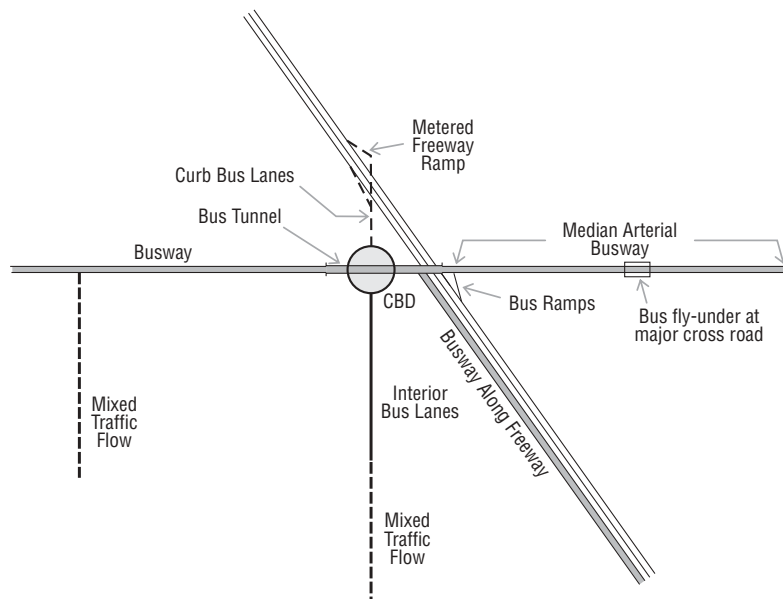 Metered
Freeway
Ramp
Curb Bus Lanes
Bus Tunnel
Busway
Median Arterial
Busway
CBD
Bus Ramps
Bus fly-under at
major cross road
Busway Along Freeway
Interior
Bus Lanes
Mixed
Traffic
Flow
Mixed
Traffic
Flow